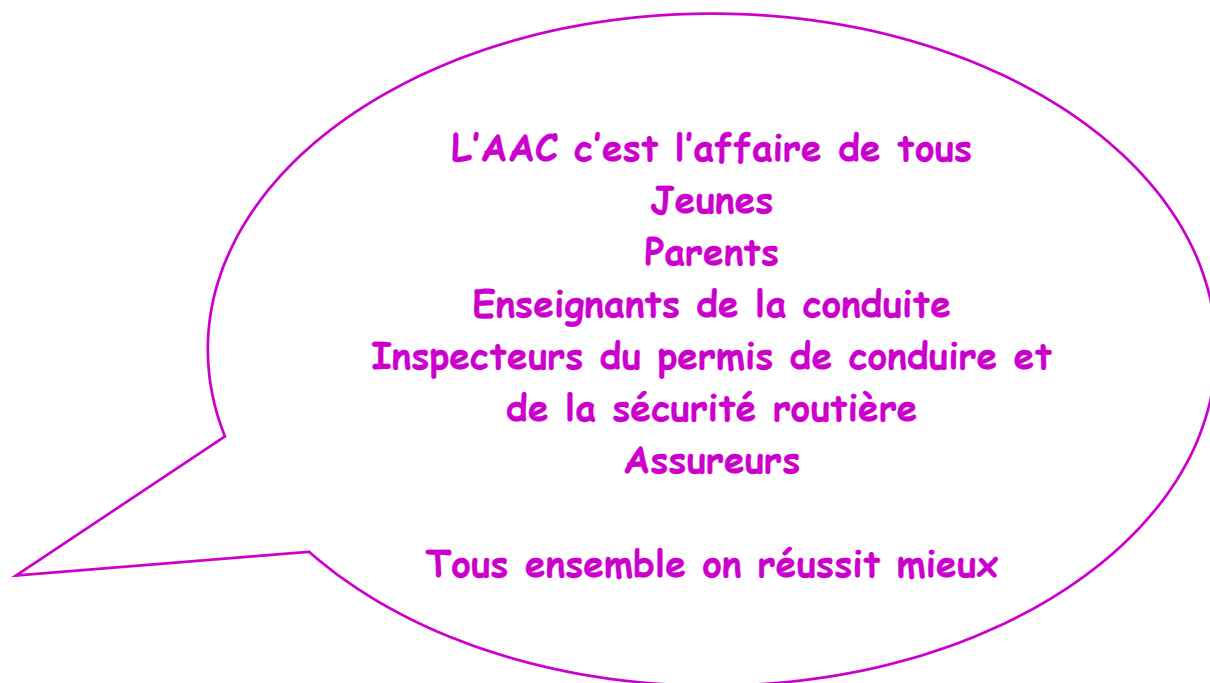 L'AAC c'est l'affaire de tous
Jeunes
Parents
Enseignants de la conduite
Inspecteurs du permis de conduire et
de la sécurité routière
Assureurs
Tous ensemble on réussit mieux